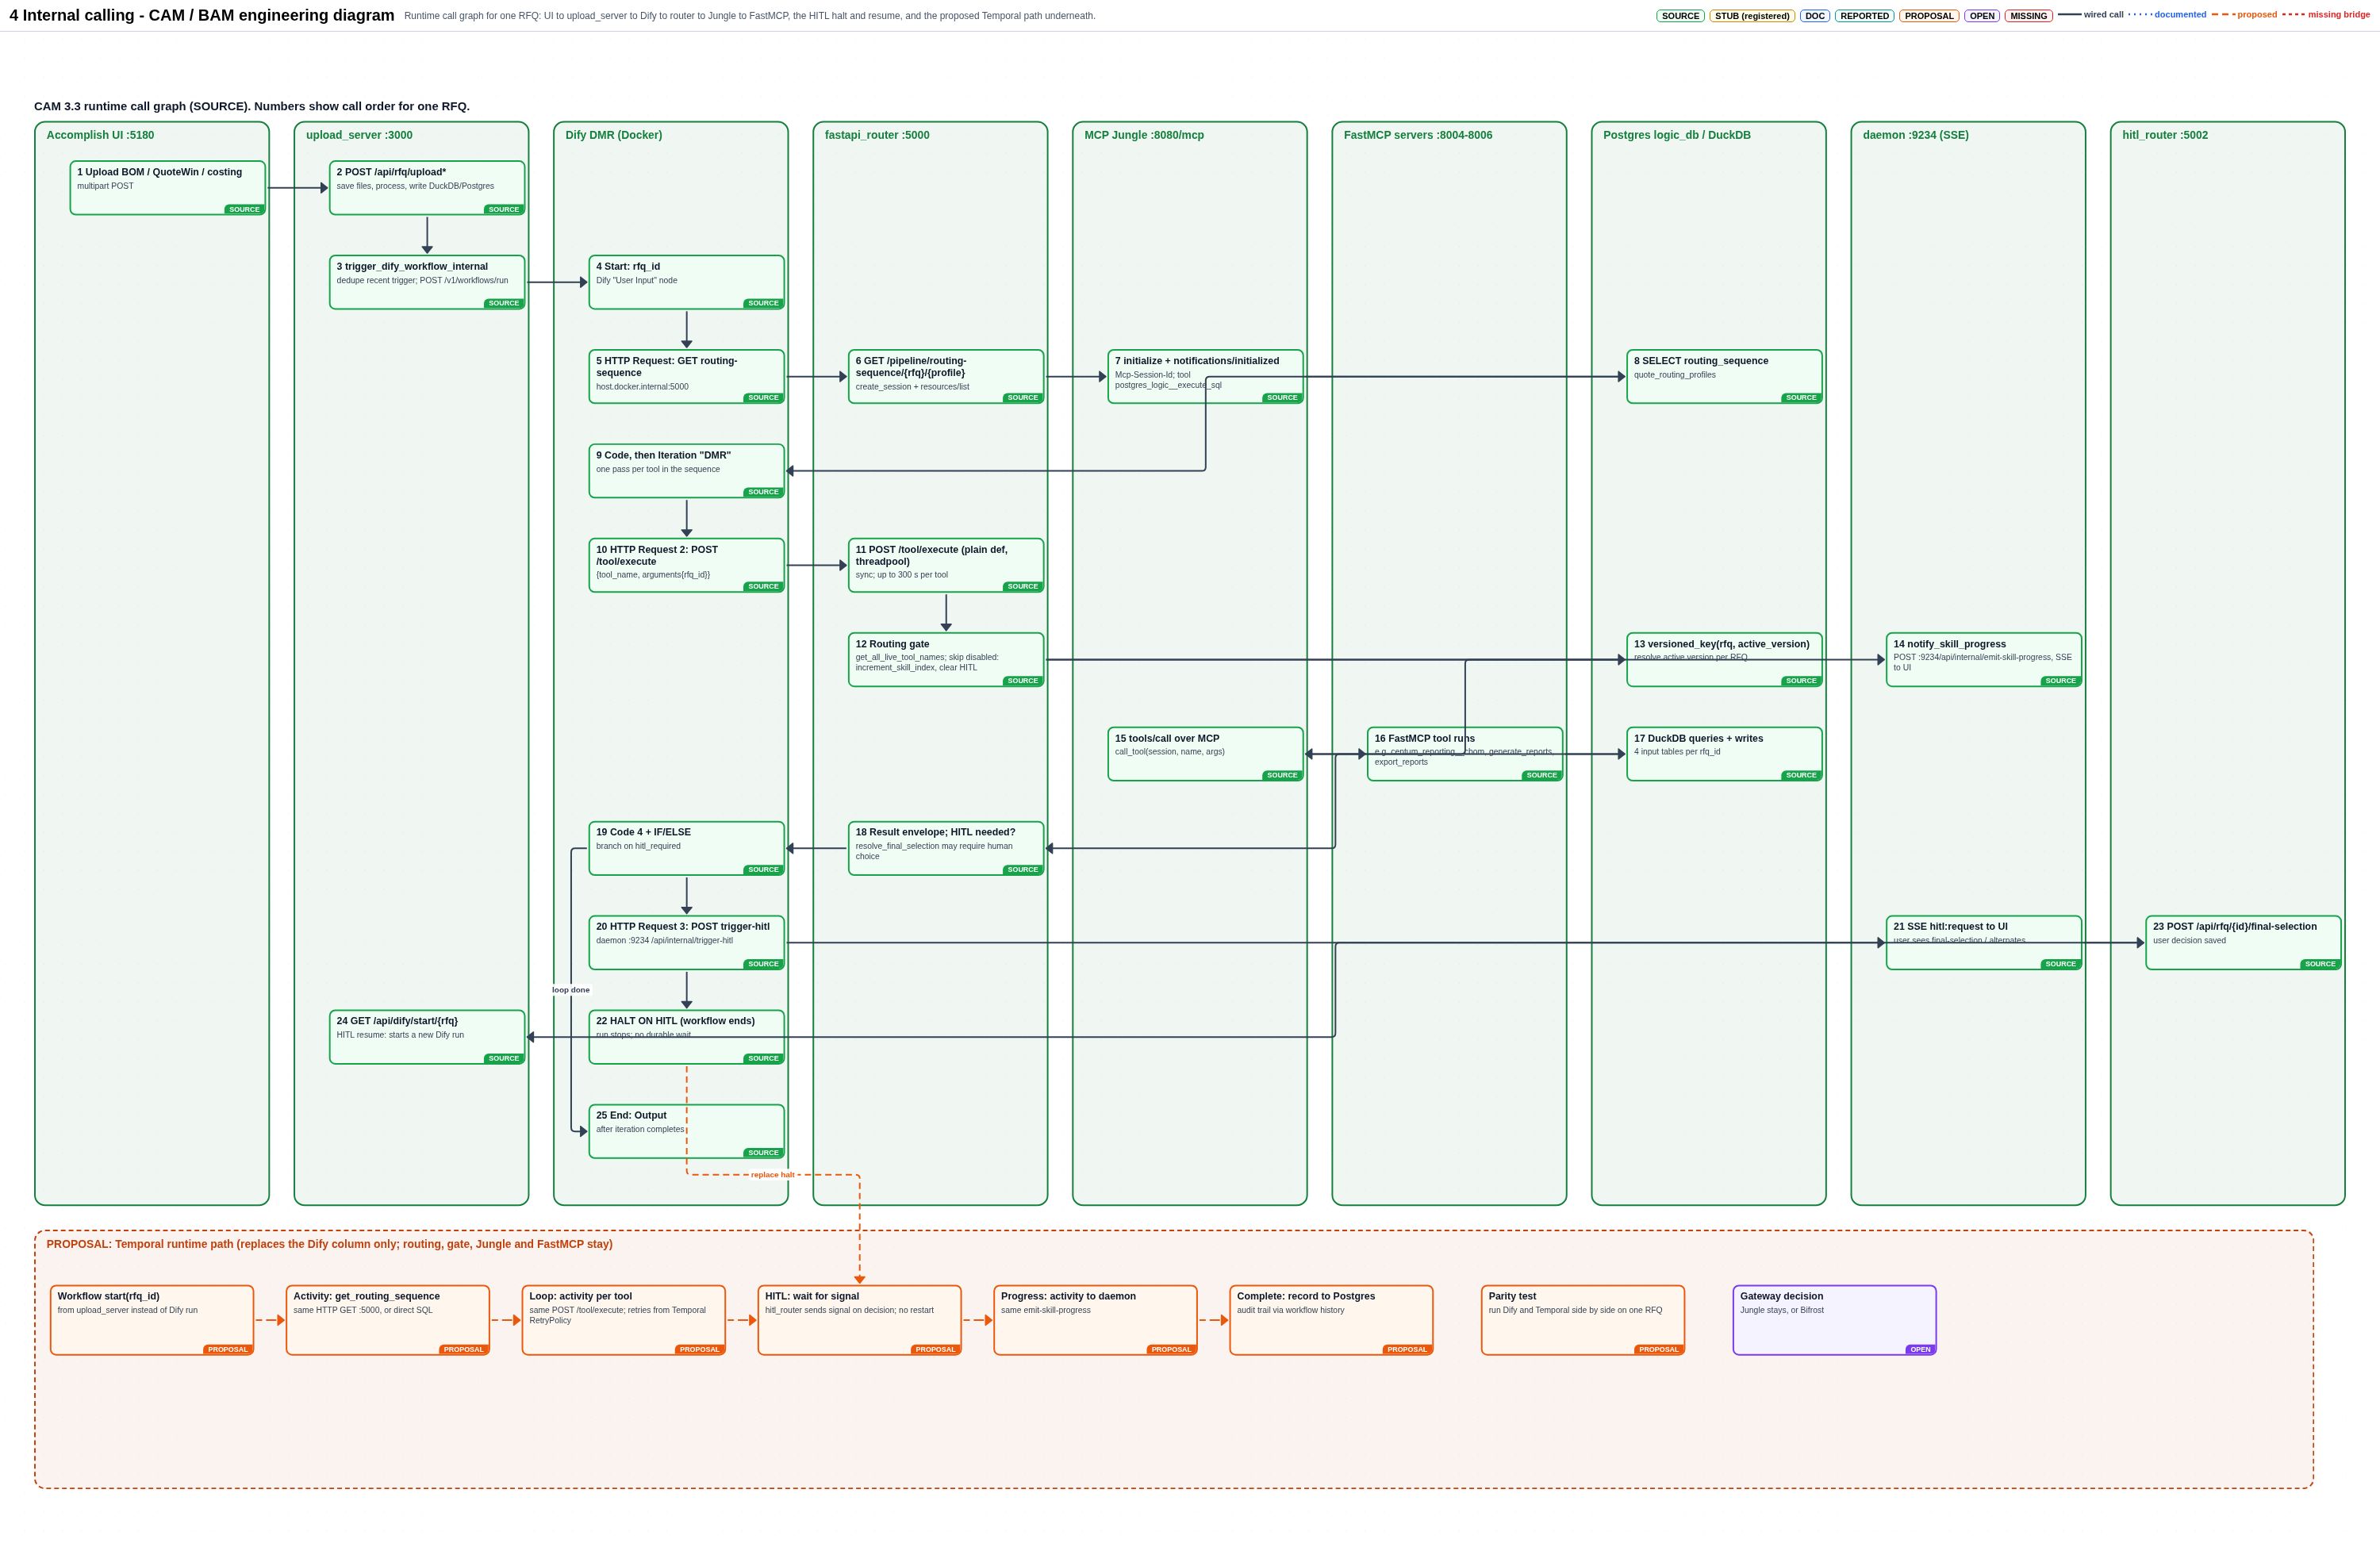 4 Internal calling - CAM / BAM engineering diagram
Runtime call graph for one RFQ: UI to upload_server to Dify to router to Jungle to FastMCP, the HITL halt and resume, and the proposed Temporal path underneath.
SOURCE
STUB (registered)
DOC
REPORTED
PROPOSAL
OPEN
MISSING
wired call
documented
proposed
missing bridge
CAM 3.3 runtime call graph (SOURCE). Numbers show call order for one RFQ.
Accomplish UI :5180
upload_server :3000
Dify DMR (Docker)
fastapi_router :5000
MCP Jungle :8080/mcp
FastMCP servers :8004-8006
Postgres logic_db / DuckDB
daemon :9234 (SSE)
hitl_router :5002
1 Upload BOM / QuoteWin / costing
multipart POST
SOURCE
2 POST /api/rfq/upload*
save files, process, write DuckDB/Postgres
SOURCE
3 trigger_dify_workflow_internal
dedupe recent trigger; POST /v1/workflows/run
SOURCE
4 Start: rfq_id
Dify "User Input" node
SOURCE
5 HTTP Request: GET routing-
sequence
host.docker.internal:5000
SOURCE
6 GET /pipeline/routing-
sequence/{rfq}/{profile}
create_session + resources/list
SOURCE
7 initialize + notifications/initialized
Mcp-Session-Id; tool
postgres_logic__execute_sql
SOURCE
8 SELECT routing_sequence
quote_routing_profiles
SOURCE
9 Code, then Iteration "DMR"
one pass per tool in the sequence
SOURCE
10 HTTP Request 2: POST
/tool/execute
{tool_name, arguments{rfq_id}}
SOURCE
11 POST /tool/execute (plain def,
threadpool)
sync; up to 300 s per tool
SOURCE
12 Routing gate
get_all_live_tool_names; skip disabled:
increment_skill_index, clear HITL
SOURCE
13 versioned_key(rfq, active_version)
resolve active version per RFQ
SOURCE
14 notify_skill_progress
POST :9234/api/internal/emit-skill-progress, SSE
to UI
SOURCE
15 tools/call over MCP
call_tool(session, name, args)
SOURCE
16 FastMCP tool runs
e.g. centum_reporting__cbom, generate_reports,
export_reports
SOURCE
17 DuckDB queries + writes
4 input tables per rfq_id
SOURCE
19 Code 4 + IF/ELSE
branch on hitl_required
SOURCE
18 Result envelope; HITL needed?
resolve_final_selection may require human
choice
SOURCE
20 HTTP Request 3: POST trigger-hitl
daemon :9234 /api/internal/trigger-hitl
SOURCE
21 SSE hitl:request to UI
user sees final-selection / alternates
SOURCE
23 POST /api/rfq/{id}/final-selection
user decision saved
SOURCE
loop done
24 GET /api/dify/start/{rfq}
HITL resume: starts a new Dify run
SOURCE
22 HALT ON HITL (workflow ends)
run stops; no durable wait
SOURCE
25 End: Output
after iteration completes
SOURCE
replace halt
PROPOSAL: Temporal runtime path (replaces the Dify column only; routing, gate, Jungle and FastMCP stay)
Workflow start(rfq_id)
from upload_server instead of Dify run
PROPOSAL
Activity: get_routing_sequence
same HTTP GET :5000, or direct SQL
PROPOSAL
Loop: activity per tool
same POST /tool/execute; retries from Temporal
RetryPolicy
PROPOSAL
HITL: wait for signal
hitl_router sends signal on decision; no restart
PROPOSAL
Progress: activity to daemon
same emit-skill-progress
PROPOSAL
Complete: record to Postgres
audit trail via workflow history
PROPOSAL
Parity test
run Dify and Temporal side by side on one RFQ
PROPOSAL
Gateway decision
Jungle stays, or Bifrost
OPEN